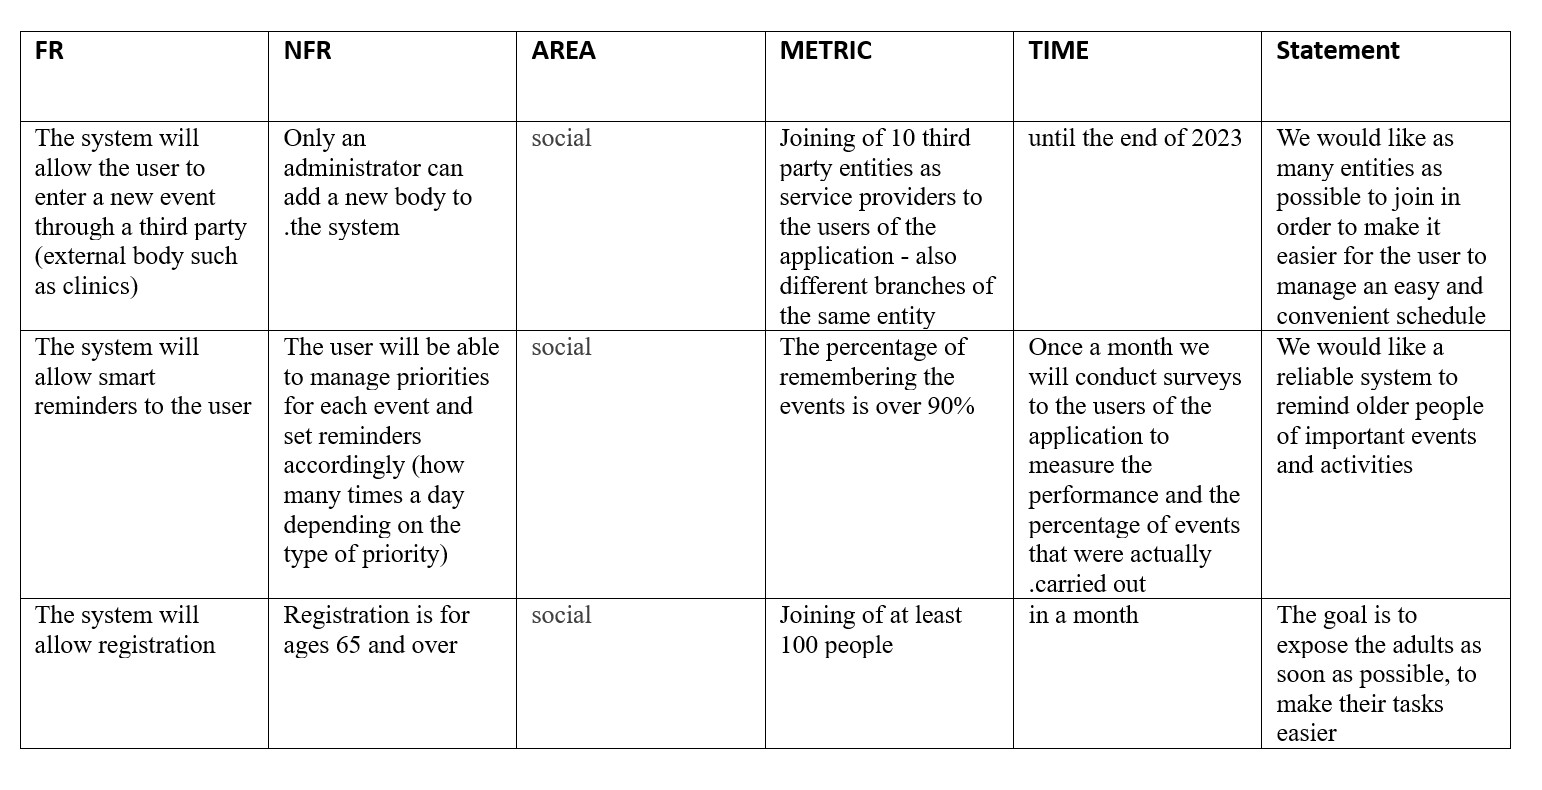 FR
NFR
AREA
METRIC
TIME
Statement
The system will
allow the user to
enter a new event
through a third party
(external body such
as clinics)
Only an
administrator can
add a new body to
.the system
social
Joining of 10 third
party entities as
service providers to
the users of the
application - also
different branches of
the same entity
until the end of 2023
We would like as
many entities as
possible to join in
order to make it
easier for the user to
manage an easy and
convenient schedule
The system will
allow smart
reminders to the user
The user will be able
to manage priorities
for each event and
set reminders
accordingly (how
many times a day
depending on the
type of priority)
social
The percentage of
remembering the
events is over 90%
Once a month we
will conduct surveys
to the users of the
application to
measure the
performance and the
percentage of events
that were actually
.carried out
We would like a
reliable system to
remind older people
of important events
and activities
The system will
allow registration
Registration is for
ages 65 and over
social
Joining of at least
100 people
in a month
The goal is to
expose the adults as
soon as possible, to
make their tasks
easier